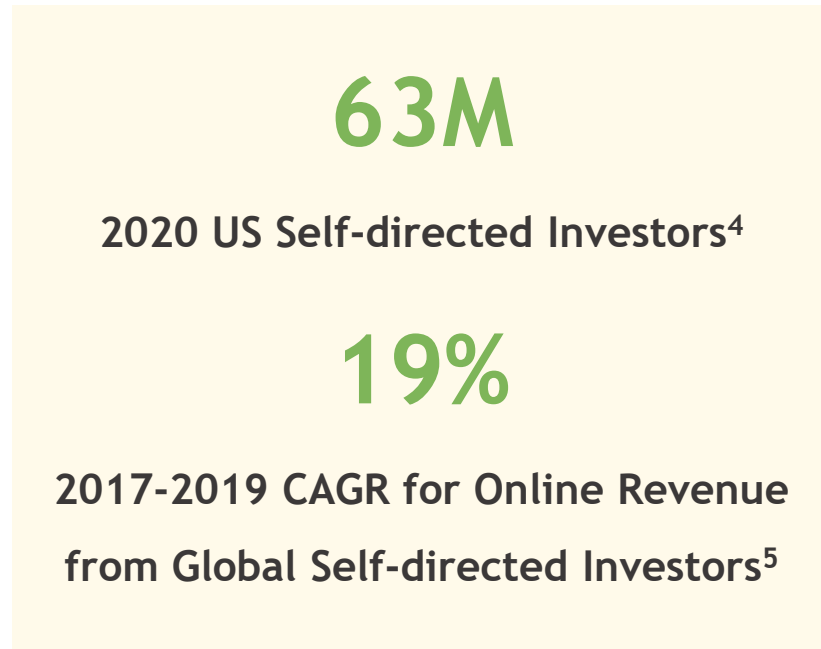 63M
2020 US Self-directed Investors⁴
19%
2017-2019 CAGR for Online Revenue
from Global Self-directed Investors⁵